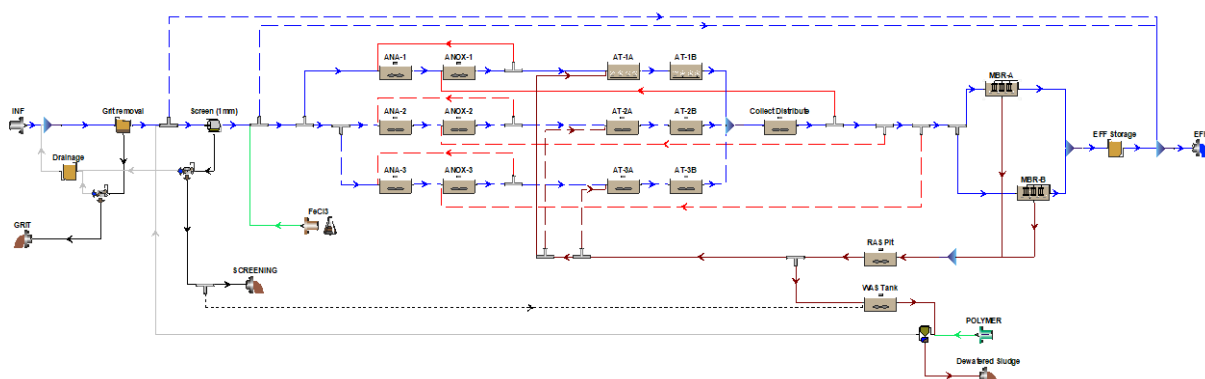 ANA-1
ANOX-1
AT-1A
AT-1B
MBR-A
INF
Grit removal
Screen (1mm)
ANA-2
ANOX-2
AT-2A
AT-2B
Collect Distribute
EFF Storage
EFF
Drainage
ANA-3
ANOX-3
AT-3A
AT-3B
MBR-B
GRIT
FeCl3
RAS Pit
SCREENING
WAS Tank
POLYMER
Dewatered Sludge